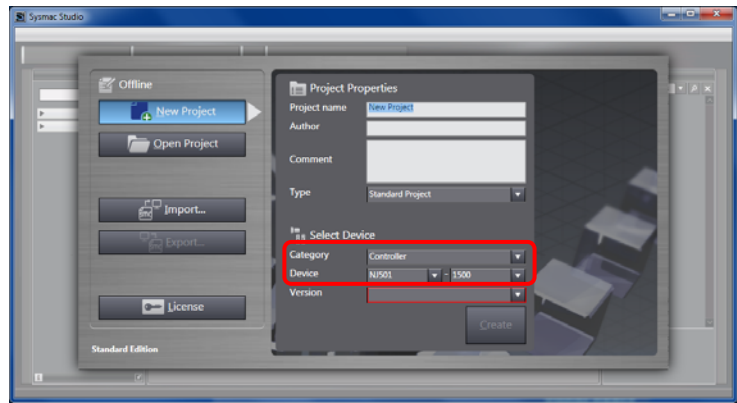 Sysmac Studio
Offline
New Project
Open Project
Import...
Export...
License
Standard Edition
Project Properties
Project name New Project
Author
Comment
Type Standard Project
Select Device
Category Controller
Device NJ501 - 1500
Version
Create